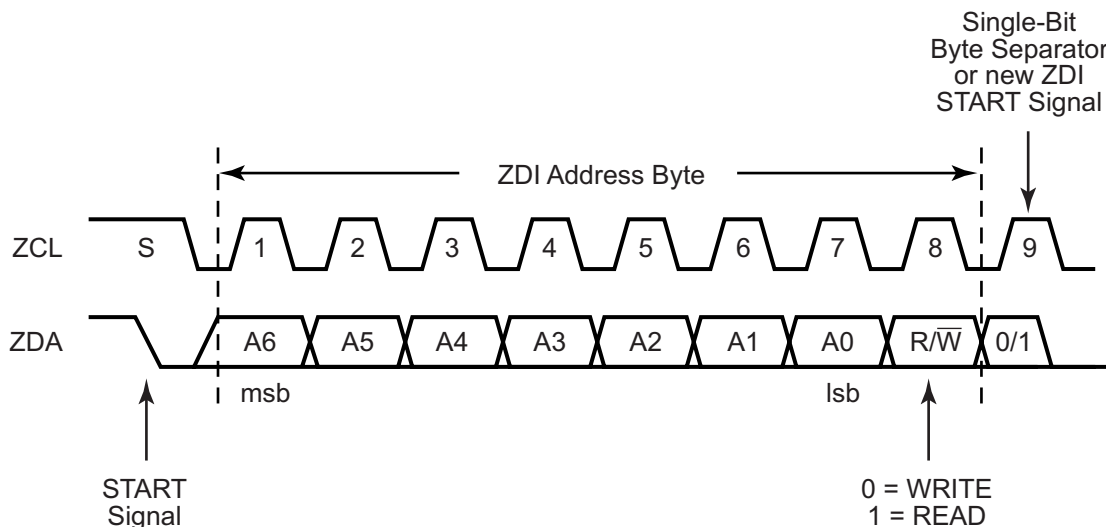 Single-Bit
Byte Separator
or new ZDI
START Signal
ZDI Address Byte
ZCL S 1 2 3 4 5 6 7 8 9
ZDA A6 A5 A4 A3 A2 A1 A0 R/W̅ 0/1
msb lsb
START
Signal
0 = WRITE
1 = READ